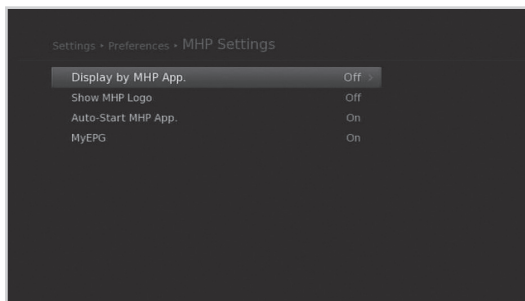 Settings • Preferences • MHP Settings
Display by MHP App. Off >
Show MHP Logo Off
Auto-Start MHP App. On
MyEPG On